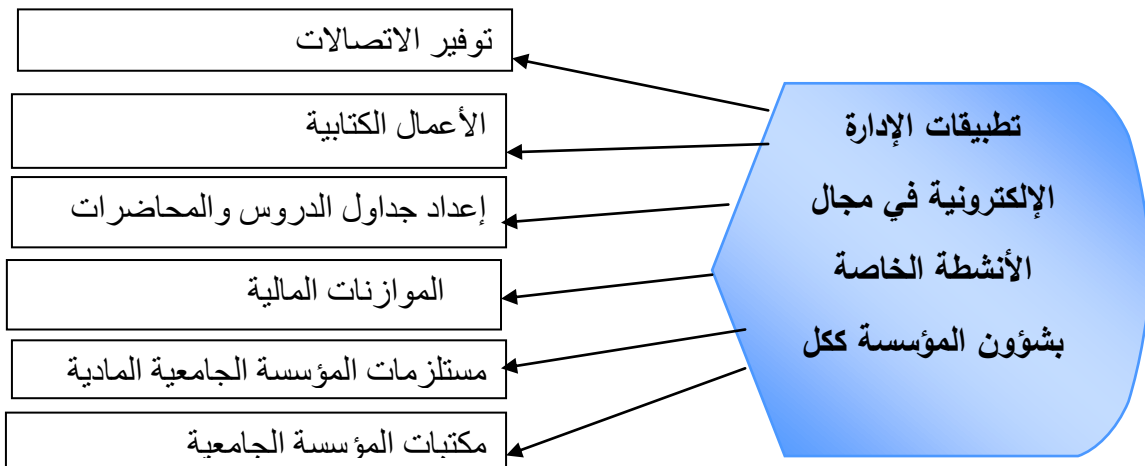 تطبيقات الإدارة
الإلكترونية في مجال
الأنشطة الخاصة
بشؤون المؤسسة ككل
توفير الاتصالات
الأعمال الكتابية
إعداد جداول الدروس والمحاضرات
الموازنات المالية
مستلزمات المؤسسة الجامعية المادية
مكتبات المؤسسة الجامعية